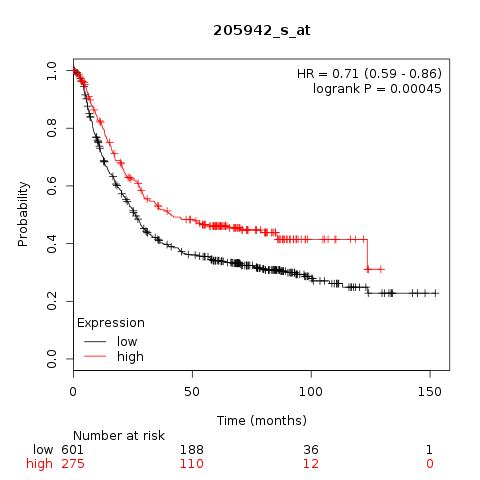 205942_s_at
HR = 0.71 (0.59 - 0.86)
logrank P = 0.00045
1.0
0.8
0.6
0.4
0.2
0.0
Probability
Expression
low
high
0 50 100 150
Time (months)
Number at risk
low 601 188 36 1
high 275 110 12 0